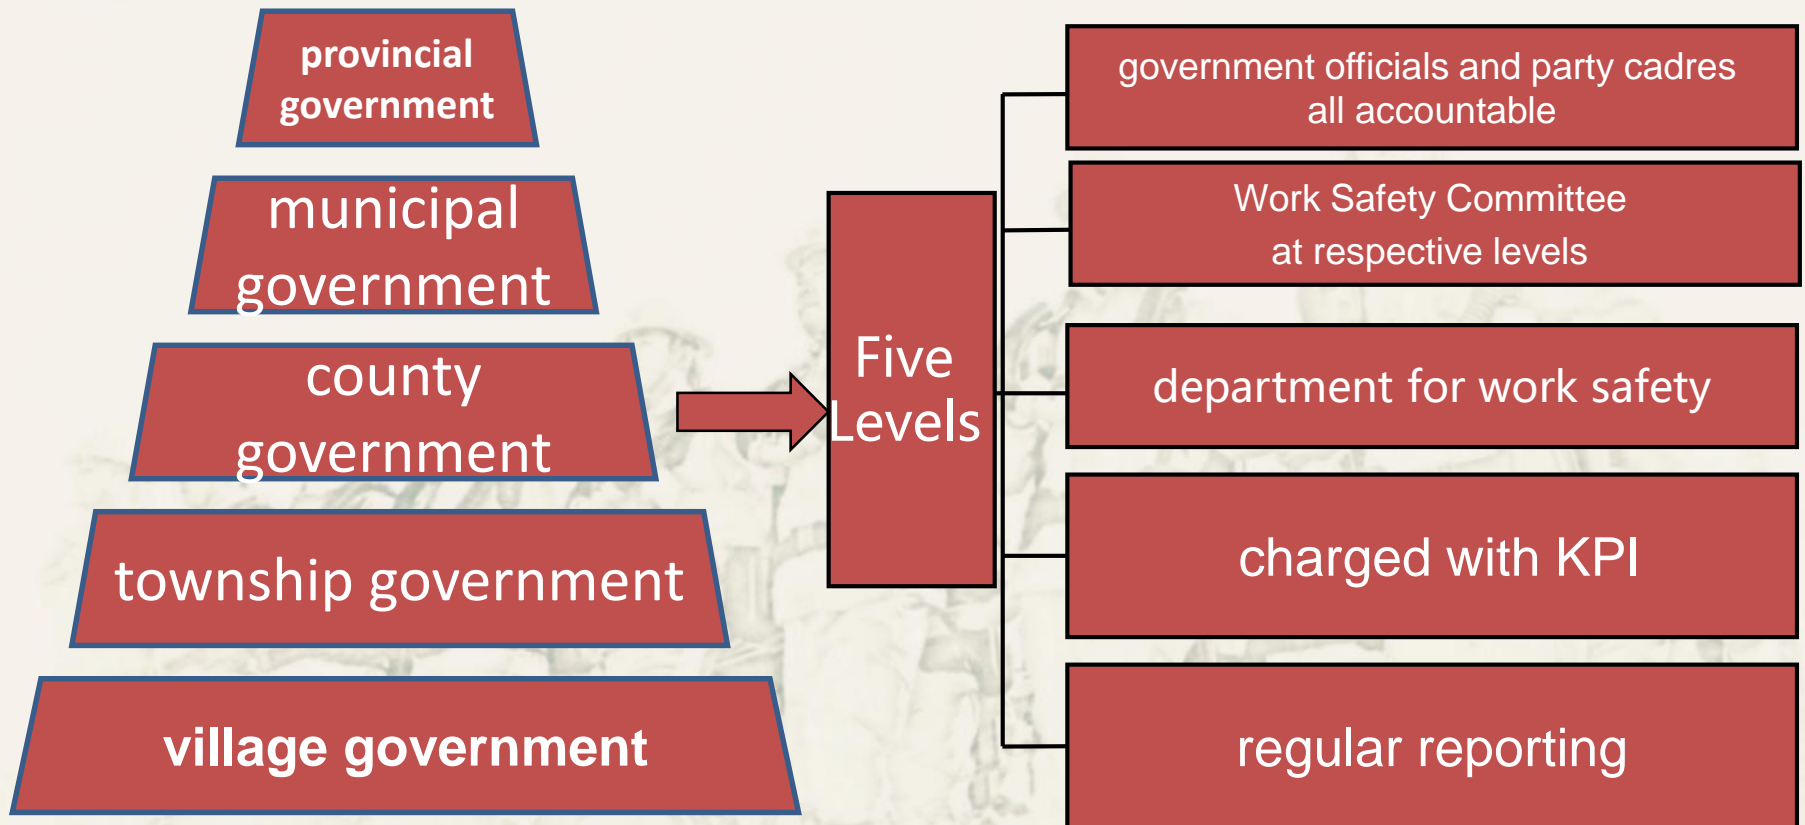 provincial
government
municipal
government
county
government
township government
village government
Five
Levels
government officials and party cadres
all accountable
Work Safety Committee
at respective levels
department for work safety
charged with KPI
regular reporting